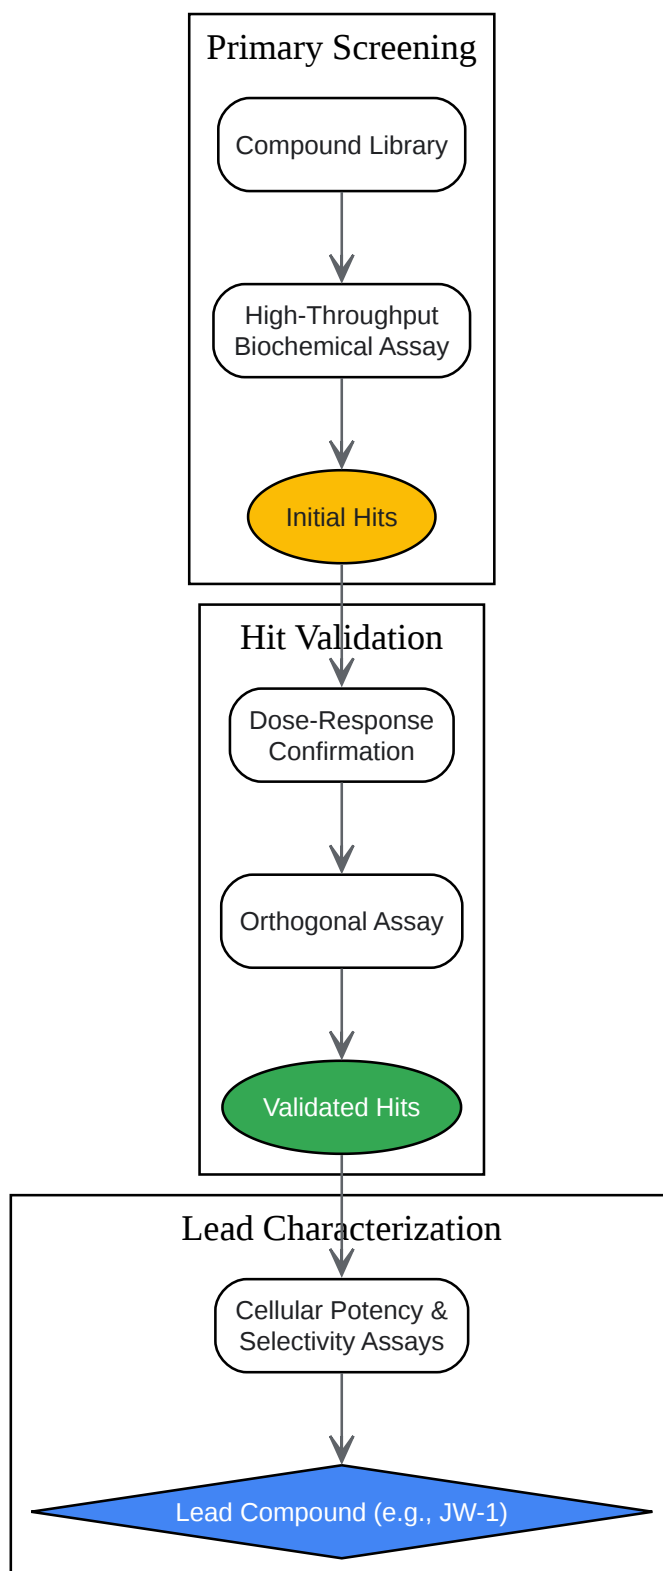 Primary Screening
Compound Library
High-Throughput
Biochemical Assay
Initial Hits
Hit Validation
Dose-Response
Confirmation
Orthogonal Assay
Validated Hits
Lead Characterization
Cellular Potency &
Selectivity Assays
Lead Compound (e.g., JW-1)